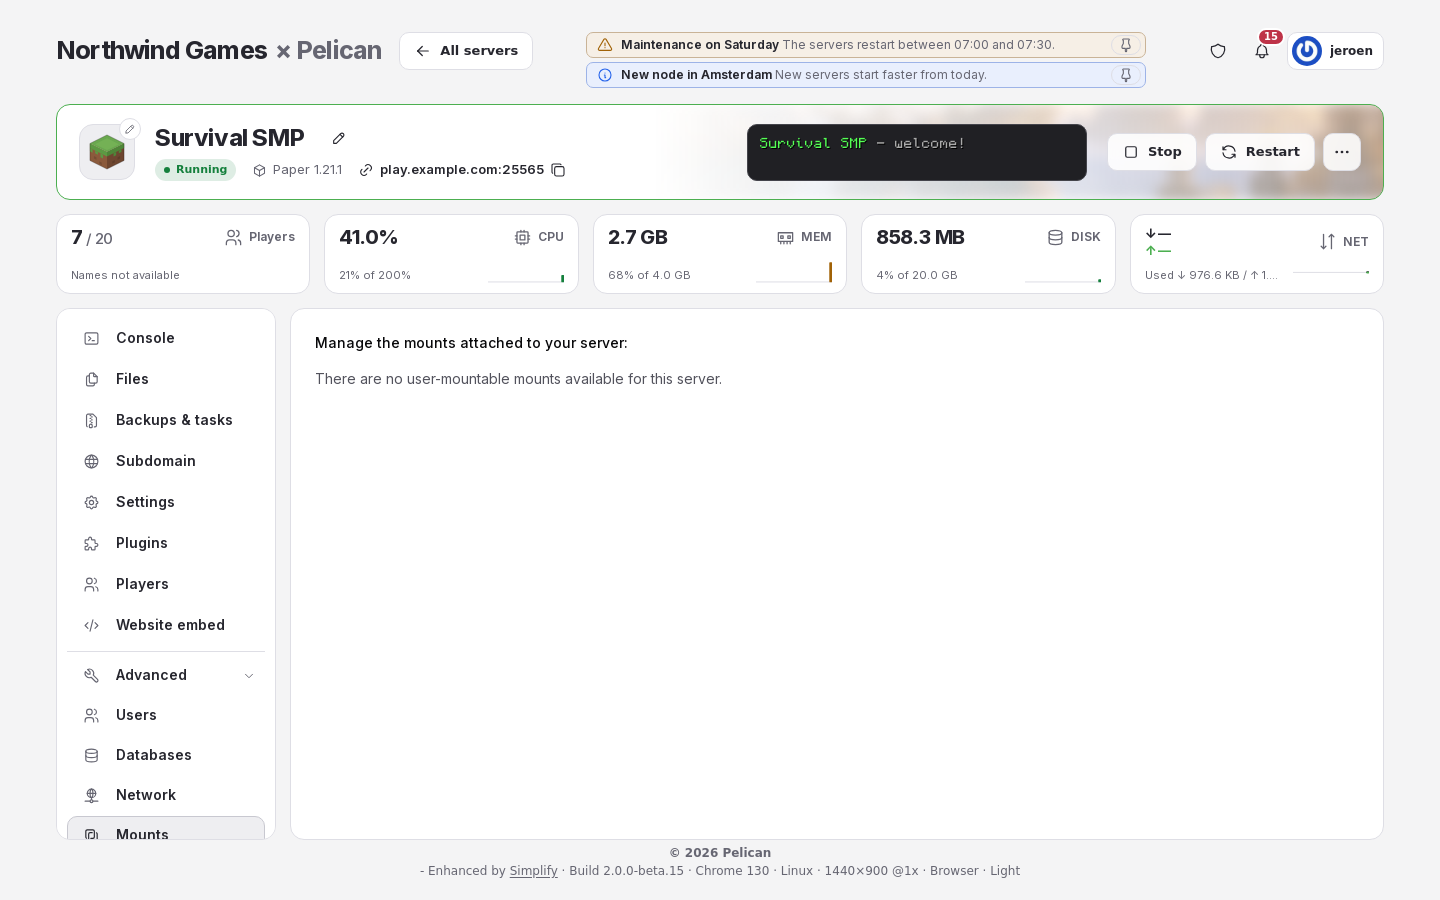 Northwind Games × Pelican
All servers
Maintenance on Saturday The servers restart between 07:00 and 07:30.
New node in Amsterdam New servers start faster from today.
15
jeroen
Survival SMP
Running
Paper 1.21.1
play.example.com:25565
Survival SMP - welcome!
Stop
Restart
7 / 20
Players
Names not available
41.0%
CPU
21% of 200%
2.7 GB
MEM
68% of 4.0 GB
858.3 MB
DISK
4% of 20.0 GB
↓—
↑—
NET
Used ↓ 976.6 KB / ↑ 1....
Console
Files
Backups & tasks
Subdomain
Settings
Plugins
Players
Website embed
Advanced
Users
Databases
Network
Mounts
Manage the mounts attached to your server:
There are no user-mountable mounts available for this server.
© 2026 Pelican
- Enhanced by Simplify · Build 2.0.0-beta.15 · Chrome 130 · Linux · 1440×900 @1x · Browser · Light